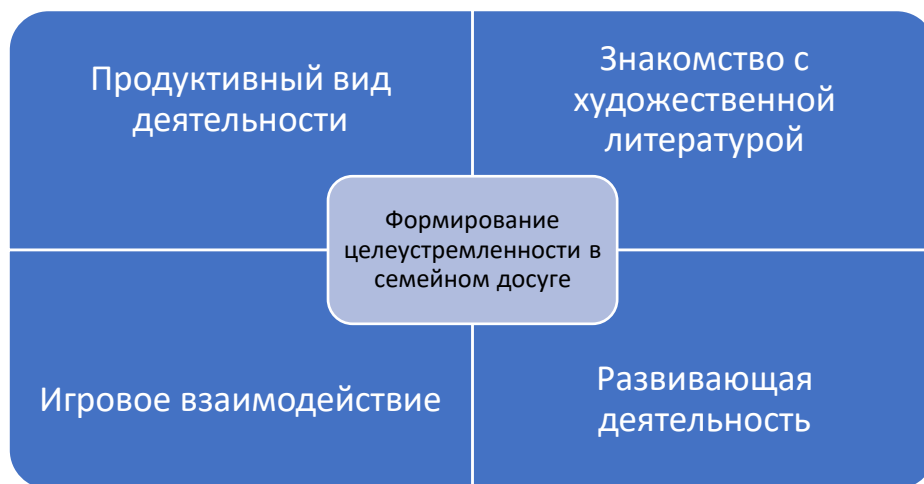 Продуктивный вид
деятельности
Знакомство с
художественной
литературой
Формирование
целеустремленности в
семейном досуге
Игровое взаимодействие
Развивающая
деятельность